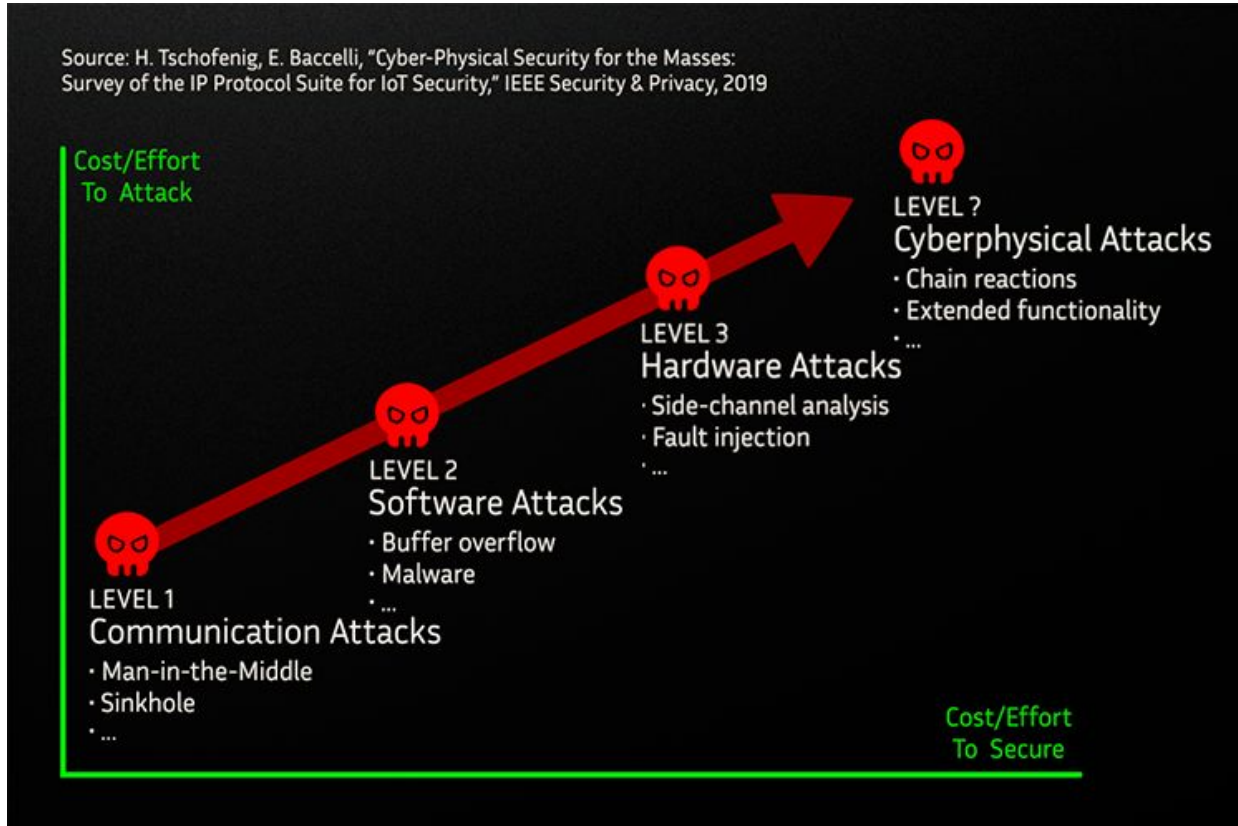 Source: H. Tschofenig, E. Baccelli, “Cyber-Physical Security for the Masses:
Survey of the IP Protocol Suite for IoT Security,” IEEE Security & Privacy, 2019
Cost/Effort
To Attack
LEVEL ?
Cyberphysical Attacks
· Chain reactions
· Extended functionality
· ...
LEVEL 3
Hardware Attacks
· Side-channel analysis
· Fault injection
· ...
LEVEL 2
Software Attacks
· Buffer overflow
· Malware
· ...
LEVEL 1
Communication Attacks
· Man-in-the-Middle
· Sinkhole
· ...
Cost/Effort
To Secure